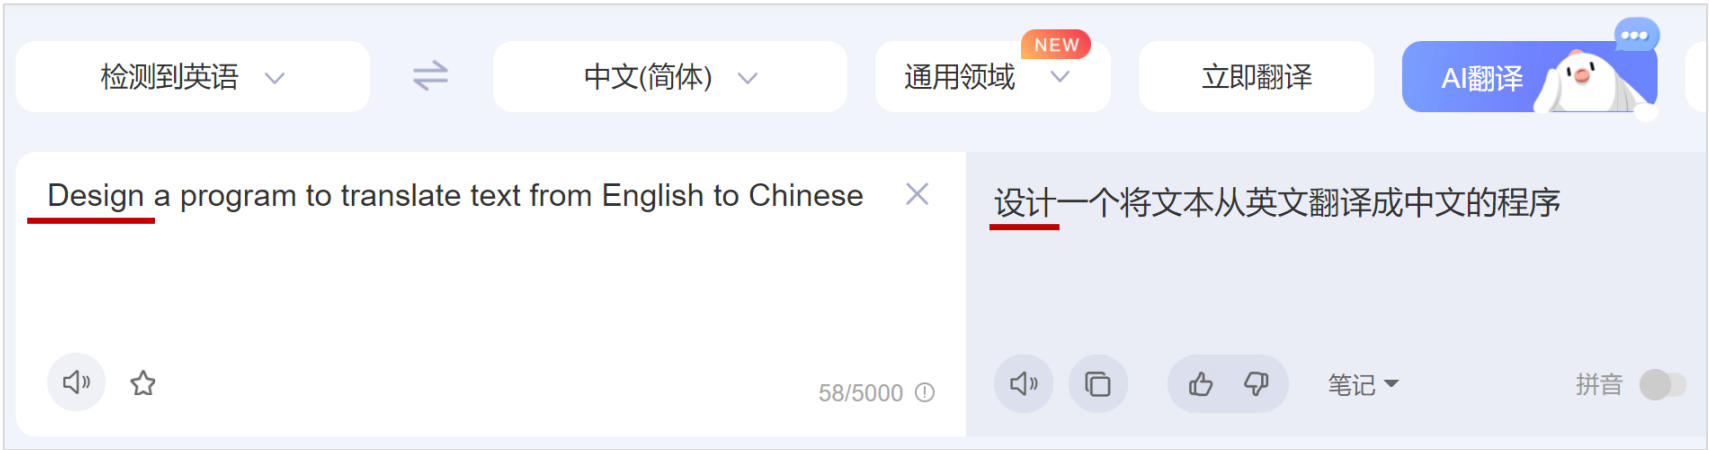 检测到英语
中文(简体)
通用领域
NEW
立即翻译
AI翻译
Design a program to translate text from English to Chinese
设计一个将文本从英文翻译成中文的程序
58/5000
笔记
拼音